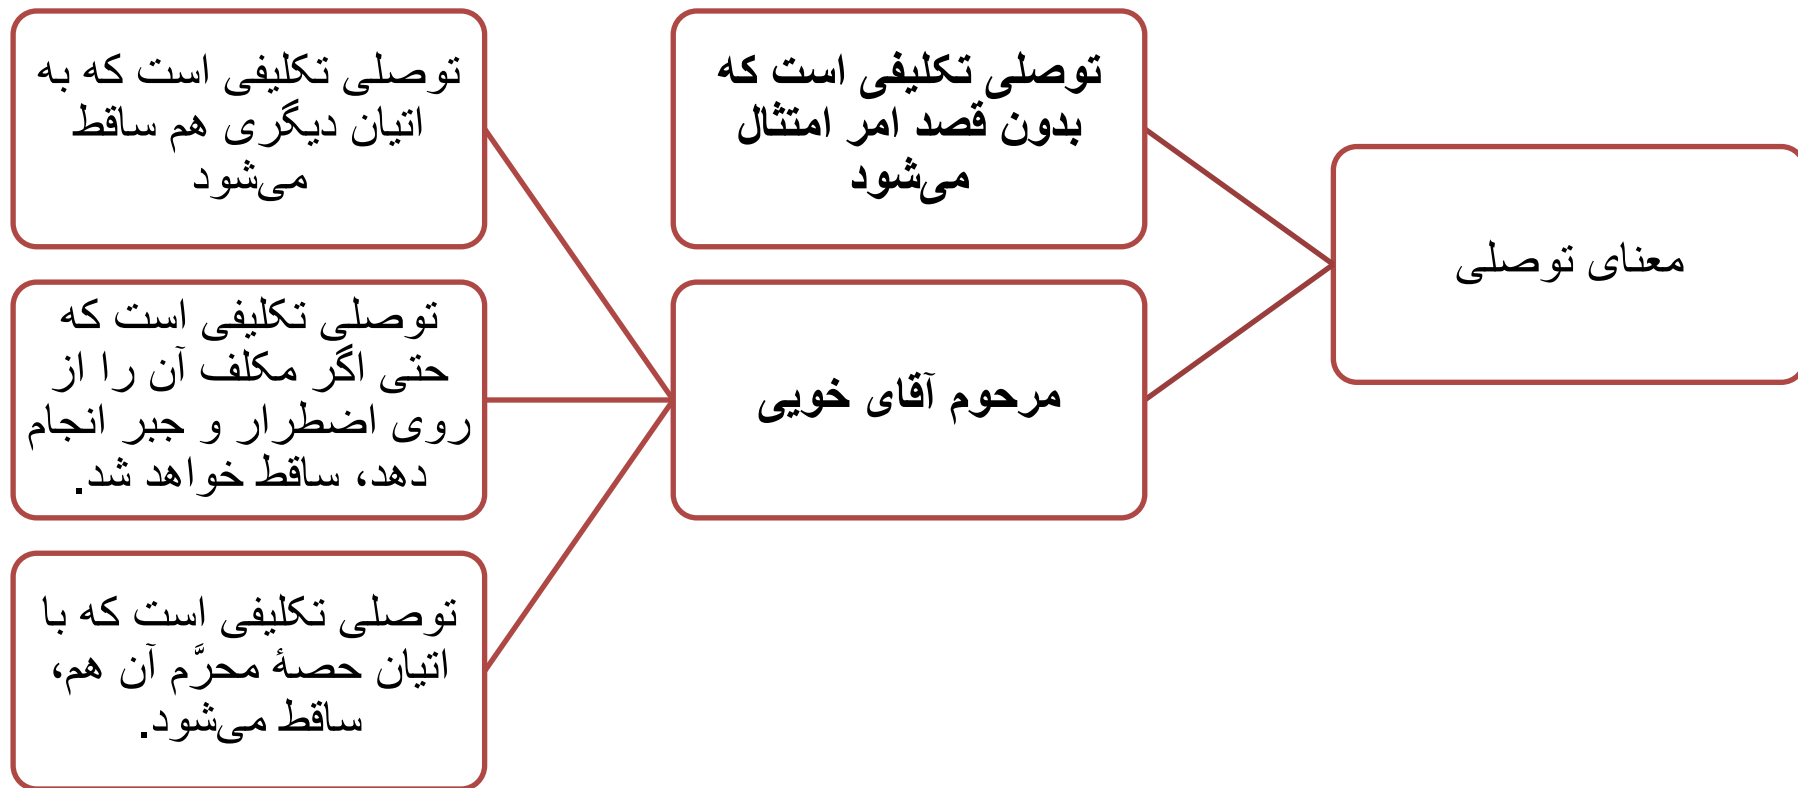 معنای توصلی
توصلی تکلیفی است که
بدون قصد امر امتثال
می‌شود
مرحوم آقای خویی
توصلی تکلیفی است که به
اتیان دیگری هم ساقط
می‌شود
توصلی تکلیفی است که
حتی اگر مکلف آن را از
روی اضطرار و جبر انجام
دهد، ساقط خواهد شد.
توصلی تکلیفی است که با
اتیان حصۀ محرَّم آن هم،
ساقط می‌شود.